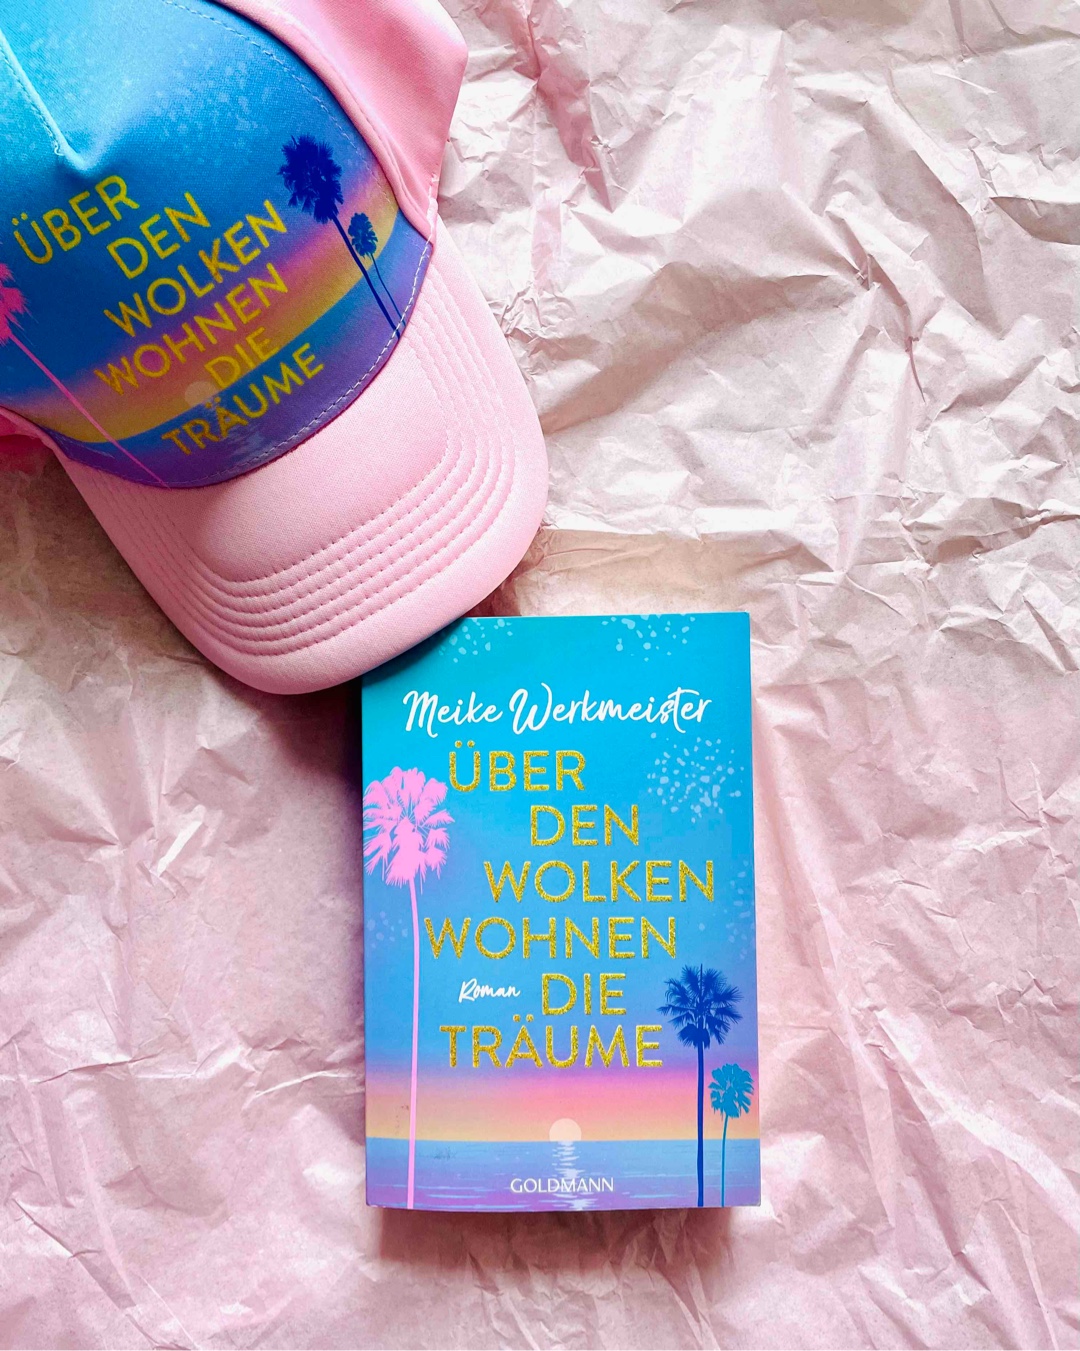 ÜBER
DEN
WOLKEN
WOHNEN
DIE
TRÄUME
Meike Werkmeister
ÜBER
DEN
WOLKEN
WOHNEN
Roman DIE
TRÄUME
GOLDMANN